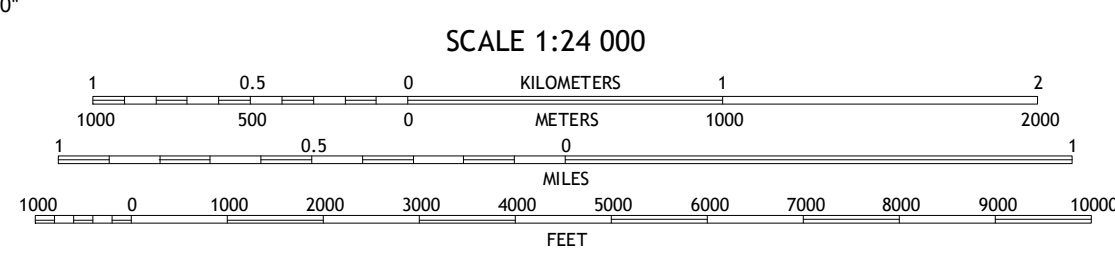 0"
SCALE 1:24 000
1 0.5 0 KILOMETERS 1 2
1000 500 0 METERS 1000 2000
1 0.5 0 1
MILES
1000 0 1000 2000 3000 4000 5000 6000 7000 8000 9000 10000
FEET